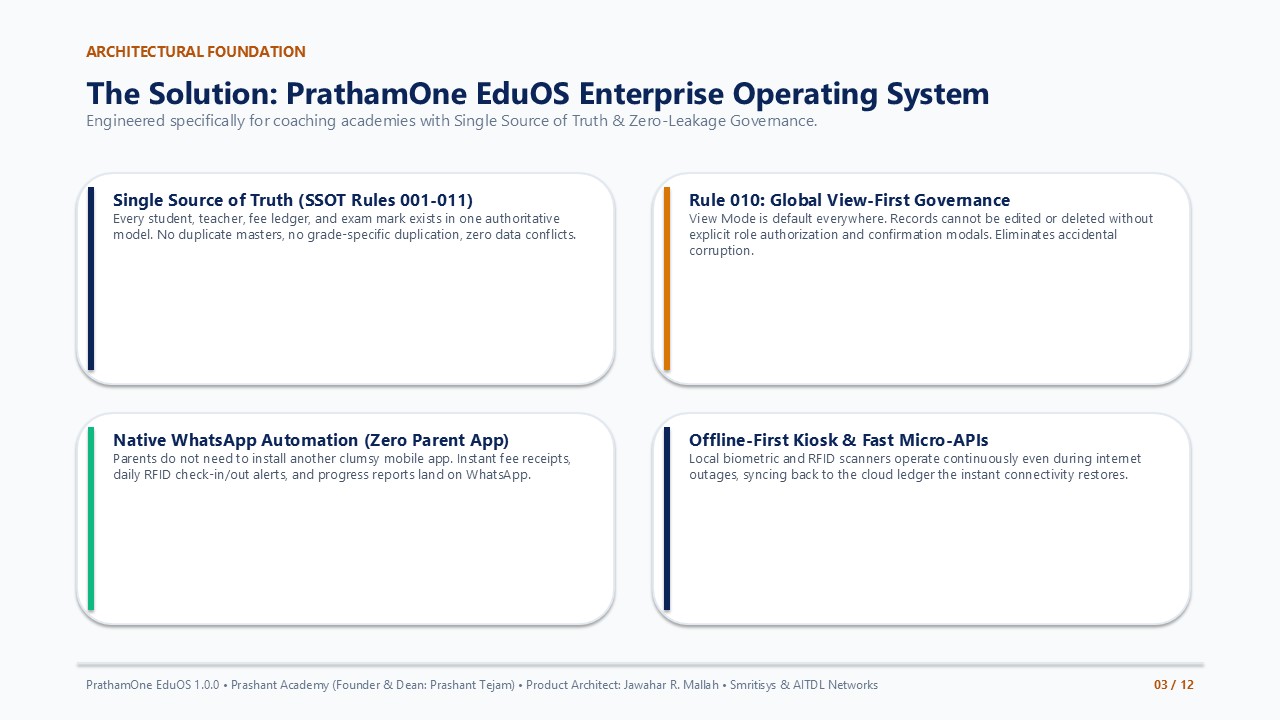 ARCHITECTURAL FOUNDATION
The Solution: PrathamOne EduOS Enterprise Operating System
Engineered specifically for coaching academies with Single Source of Truth & Zero-Leakage Governance.
Single Source of Truth (SSOT Rules 001-011)
Every student, teacher, fee ledger, and exam mark exists in one authoritative
model. No duplicate masters, no grade-specific duplication, zero data conflicts.
Rule 010: Global View-First Governance
View Mode is default everywhere. Records cannot be edited or deleted without
explicit role authorization and confirmation modals. Eliminates accidental
corruption.
Native WhatsApp Automation (Zero Parent App)
Parents do not need to install another clumsy mobile app. Instant fee receipts,
daily RFID check-in/out alerts, and progress reports land on WhatsApp.
Offline-First Kiosk & Fast Micro-APIs
Local biometric and RFID scanners operate continuously even during internet
outages, syncing back to the cloud ledger the instant connectivity restores.
PrathamOne EduOS 1.0.0 • Prashant Academy (Founder & Dean: Prashant Tejam) • Product Architect: Jawahar R. Mallah • Smritisys & AITDL Networks
03 / 12